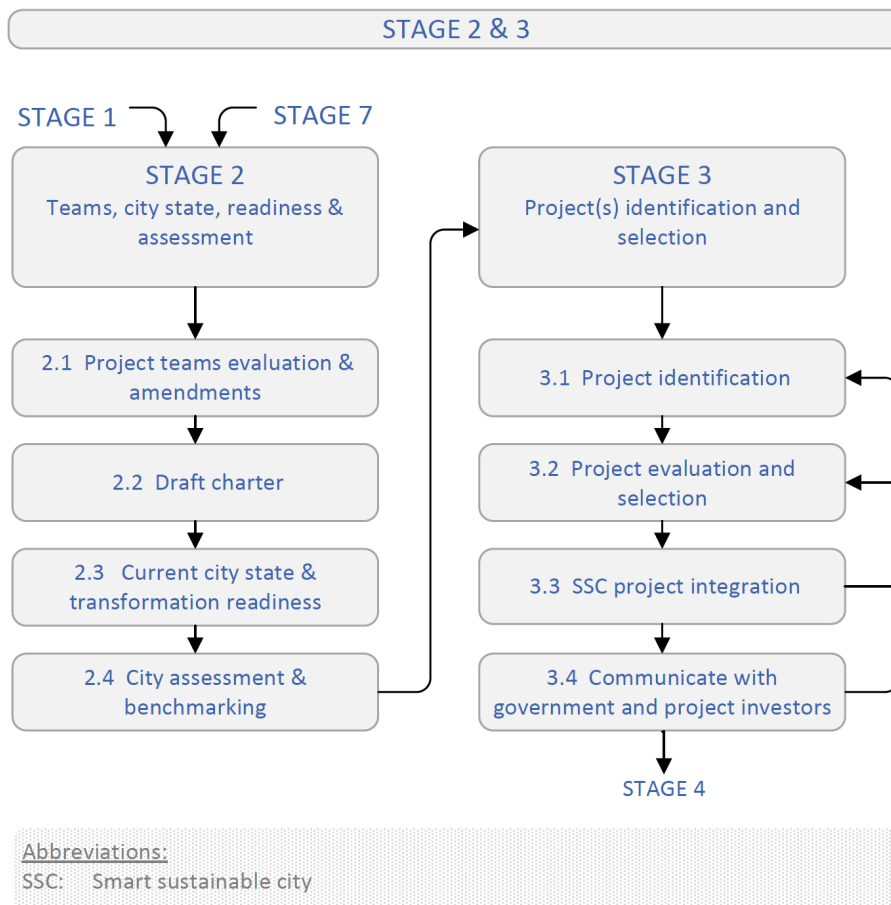 STAGE 2 & 3
STAGE 1
STAGE 7
STAGE 2
Teams, city state, readiness &
assessment
2.1 Project teams evaluation &
amendments
2.2 Draft charter
2.3 Current city state &
transformation readiness
2.4 City assessment &
benchmarking
STAGE 3
Project(s) identification and
selection
3.1 Project identification
3.2 Project evaluation and
selection
3.3 SSC project integration
3.4 Communicate with
government and project investors
STAGE 4
Abbreviations:
SSC: Smart sustainable city